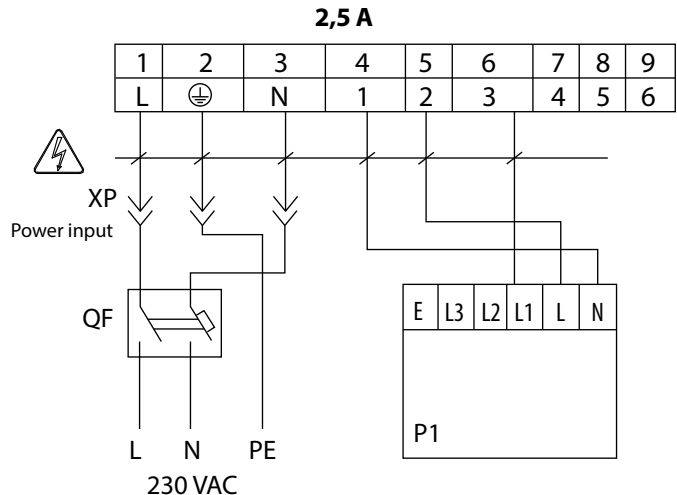 2,5 A
1 2 3 4 5 6 7 8 9
L N 1 2 3 4 5 6
XP
Power input
QF
E L3 L2 L1 L N
P1
L N PE
230 VAC